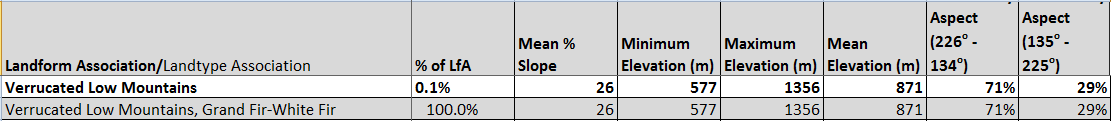 Landform Association/Landtype Association % of LfA Mean % Slope Minimum Elevation (m) Maximum Elevation (m) Mean Elevation (m) Aspect (226° - 134°) Aspect (135° - 225°)
Verrucated Low Mountains 0.1% 26 577 1356 871 71% 29%
Verrucated Low Mountains, Grand Fir-White Fir 100.0% 26 577 1356 871 71% 29%